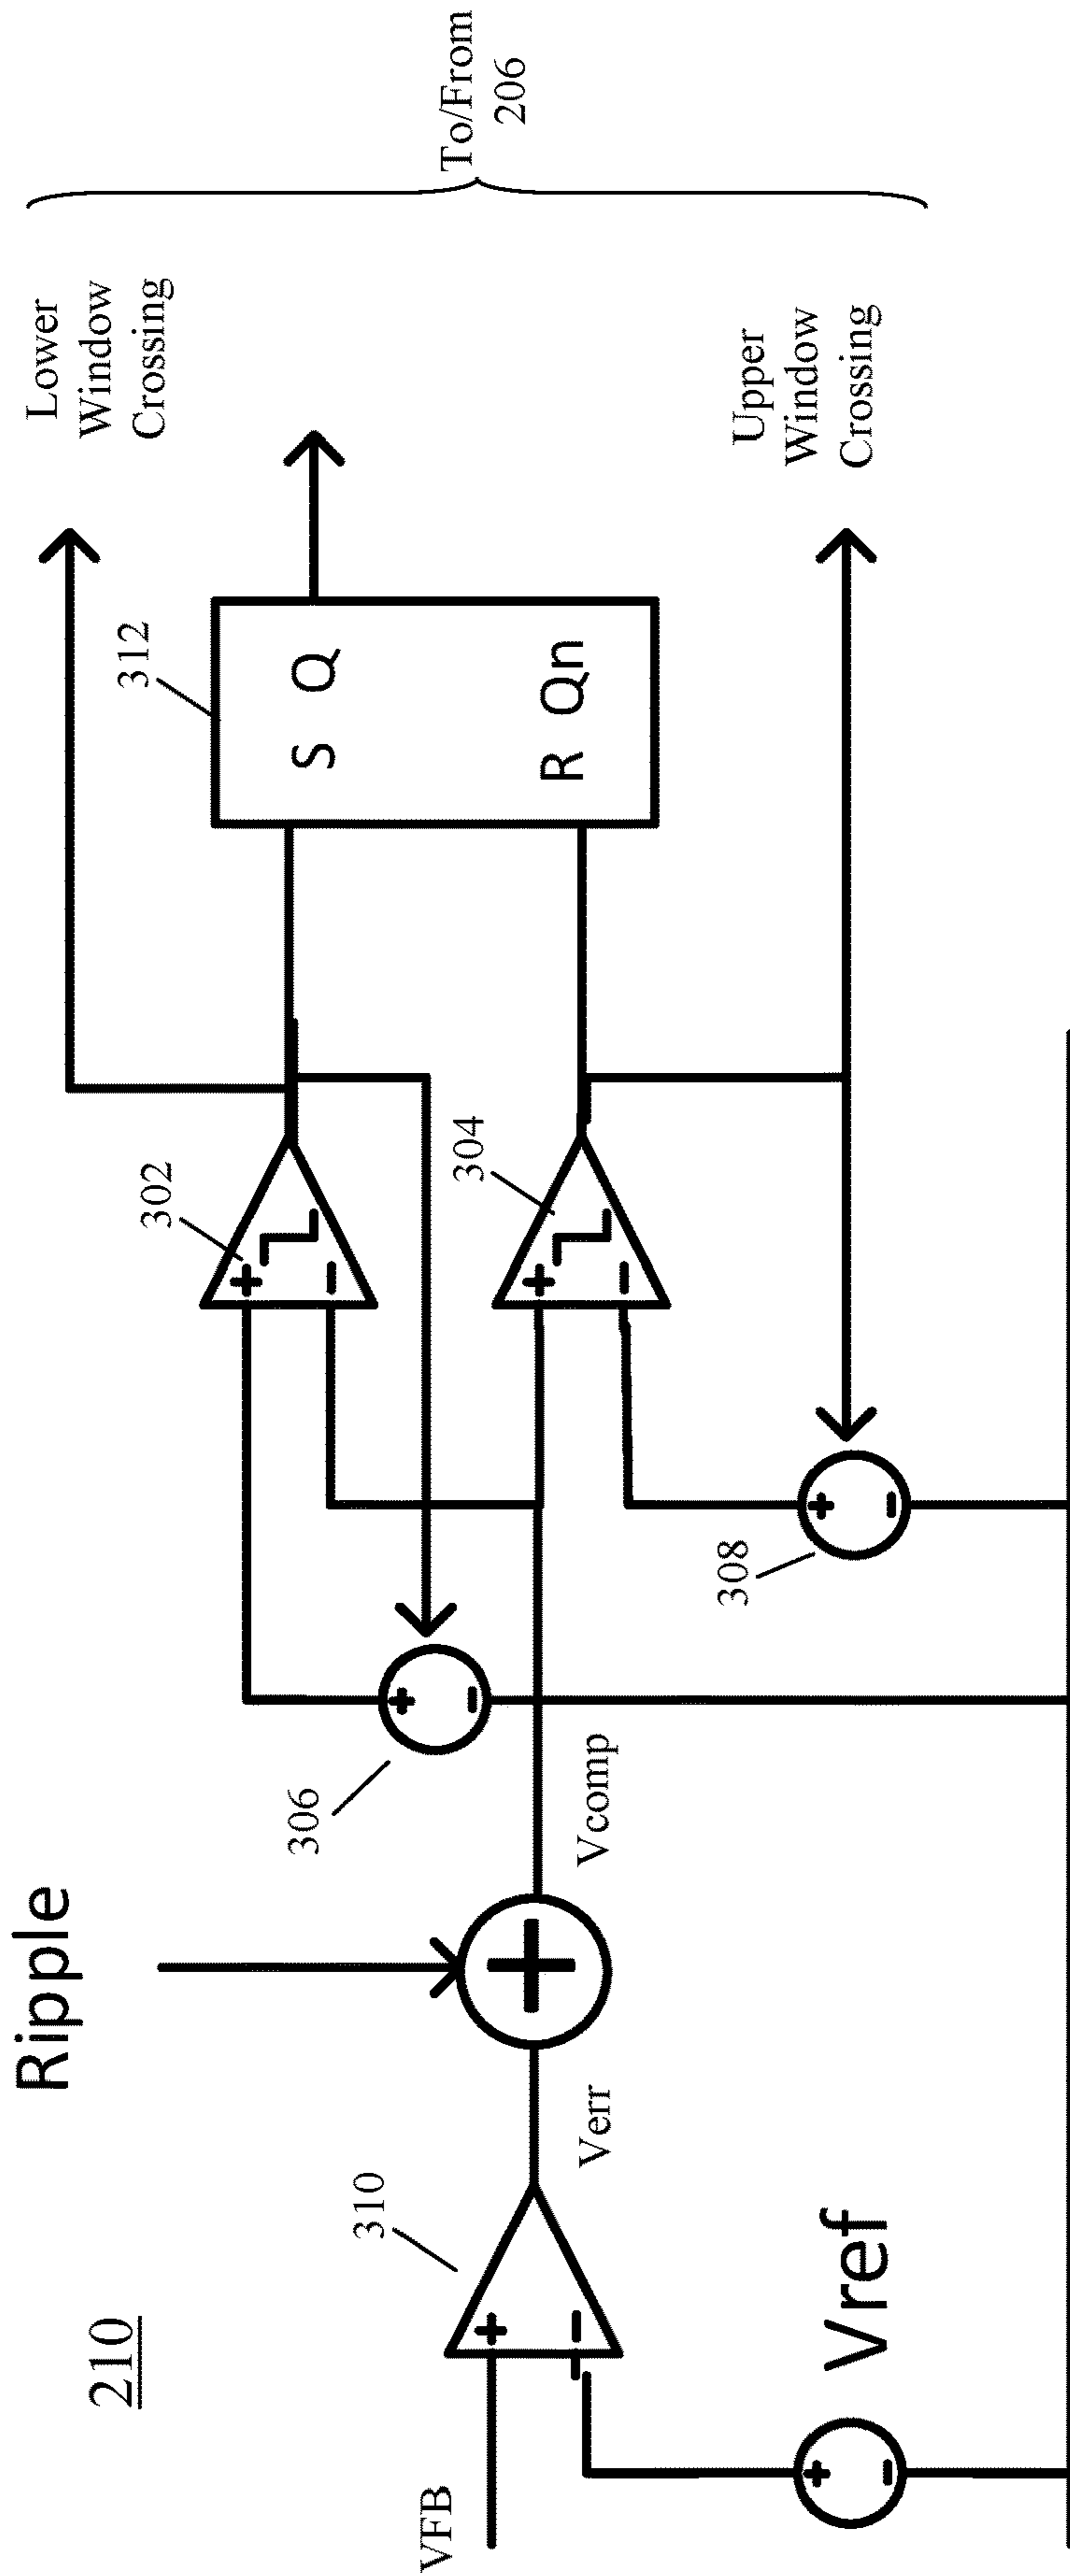 210
Ripple
VFB
310
Verr
Vref
Vcomp
306
308
302
304
312
+
-
+
-
+
-
+
-
+
-
+
-
+
S Q
R Qn
Lower
Window
Crossing
Upper
Window
Crossing
To/From
206